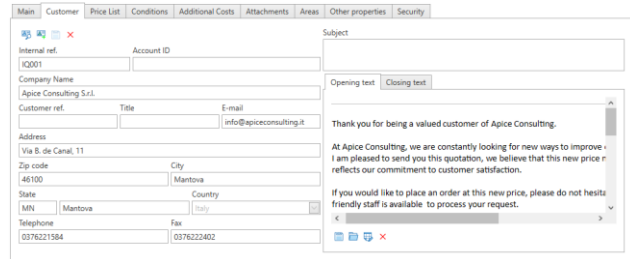 Main Customer Price List Conditions Additional Costs Attachments Areas Other properties Security
Internal ref. Account ID
IQ001
Company Name
Apice Consulting S.r.l.
Customer ref. Title E-mail
info@apiceconsulting.it
Address
Via B. de Canal, 11
Zip code City
46100 Mantova
State Country
MN Mantova Italy
Telephone Fax
0376221584 0376222402
Subject
Opening text Closing text
Thank you for being a valued customer of Apice Consulting.
At Apice Consulting, we are constantly looking for new ways to improve
I am pleased to send you this quotation, we believe that this new price
reflects our commitment to customer satisfaction.
If you would like to place an order at this new price, please do not hesita
friendly staff is available to process your request.